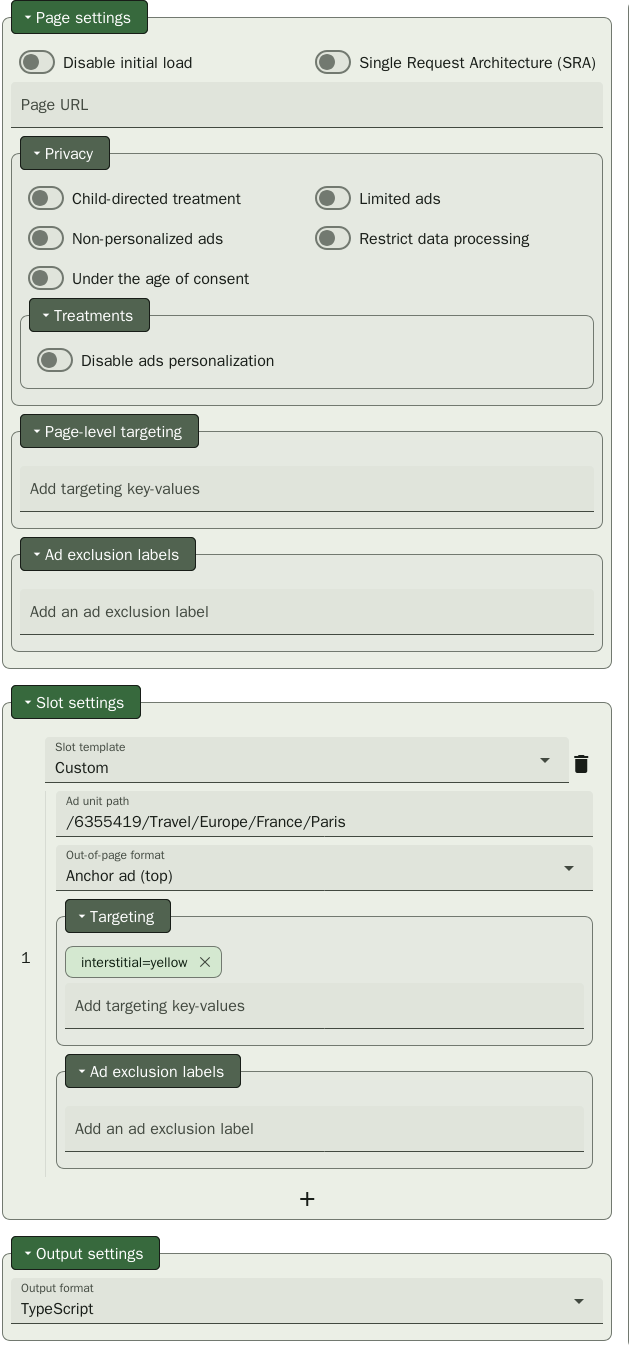 Page settings
Disable initial load
Single Request Architecture (SRA)
Page URL
Privacy
Child-directed treatment
Limited ads
Non-personalized ads
Restrict data processing
Under the age of consent
Treatments
Disable ads personalization
Page-level targeting
Add targeting key-values
Ad exclusion labels
Add an ad exclusion label
Slot settings
Slot template
Custom
Ad unit path
/6355419/Travel/Europe/France/Paris
Out-of-page format
Anchor ad (top)
Targeting
1
interstitial=yellow
Add targeting key-values
Ad exclusion labels
Add an ad exclusion label
+
Output settings
Output format
TypeScript